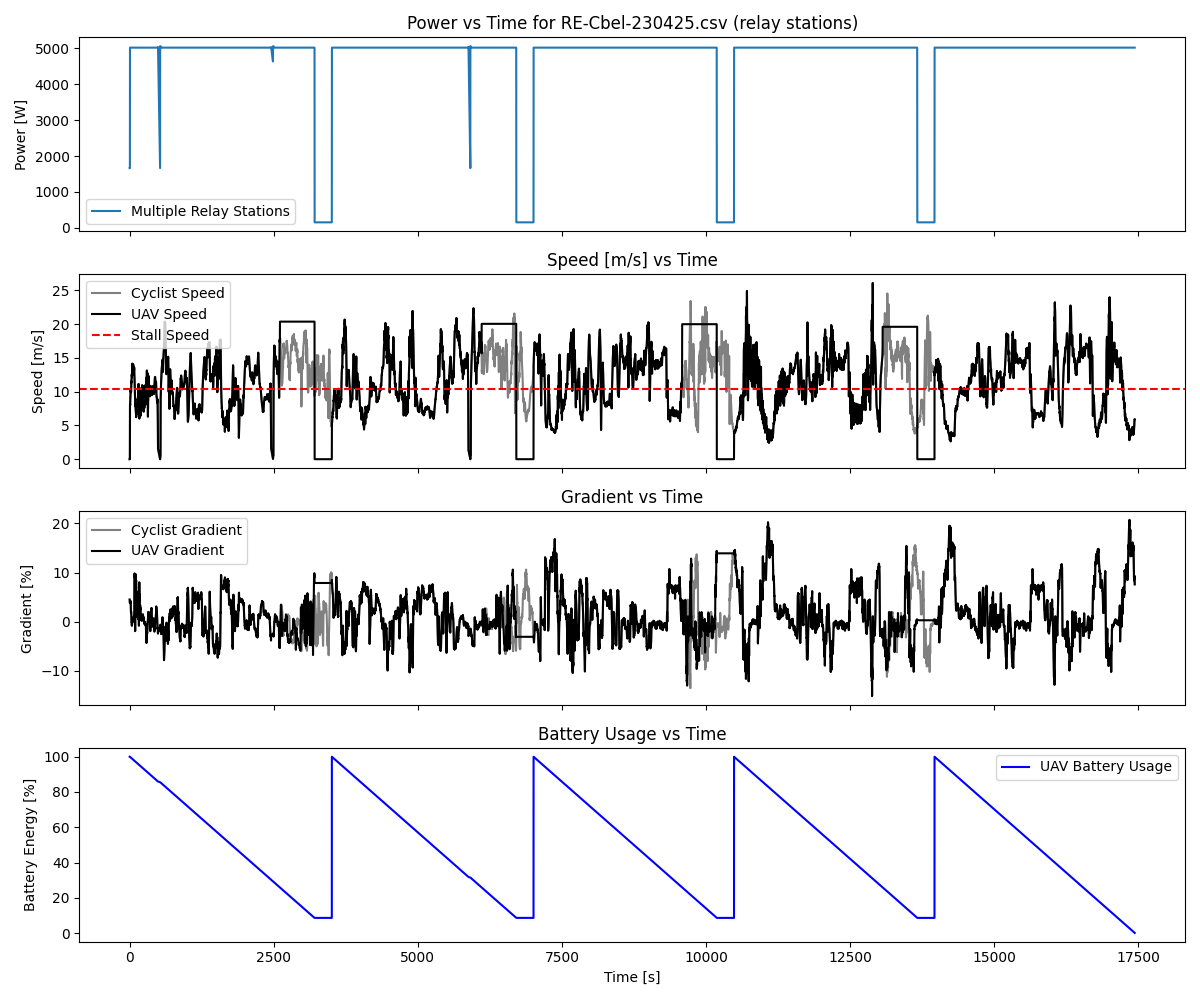 Power vs Time for RE-Cbel-230425.csv (relay stations)
5000
4000
3000
2000
1000
0
Power [W]
Multiple Relay Stations
Speed [m/s] vs Time
25
20
15
10
5
0
Speed [m/s]
Cyclist Speed
UAV Speed
Stall Speed
Gradient vs Time
20
10
0
−10
Gradient [%]
Cyclist Gradient
UAV Gradient
Battery Usage vs Time
100
80
60
40
20
0
Battery Energy [%]
UAV Battery Usage
0 2500 5000 7500 10000 12500 15000 17500
Time [s]